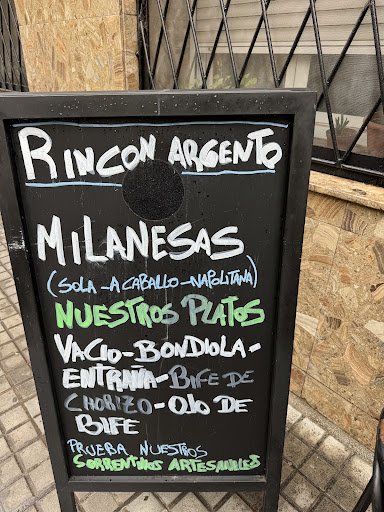 RINCON ARGENTO
MILANESAS
(SOLA-A CABALLO-NAPOLITANA)
NUESTROS PLATOS
VACIO-BONDIOLA-
ENTRAÑA-BIFE DE
CHORIZO-OJO DE
BIFE
PRUEBA NUESTROS
SORRENTINOS ARTESANALES